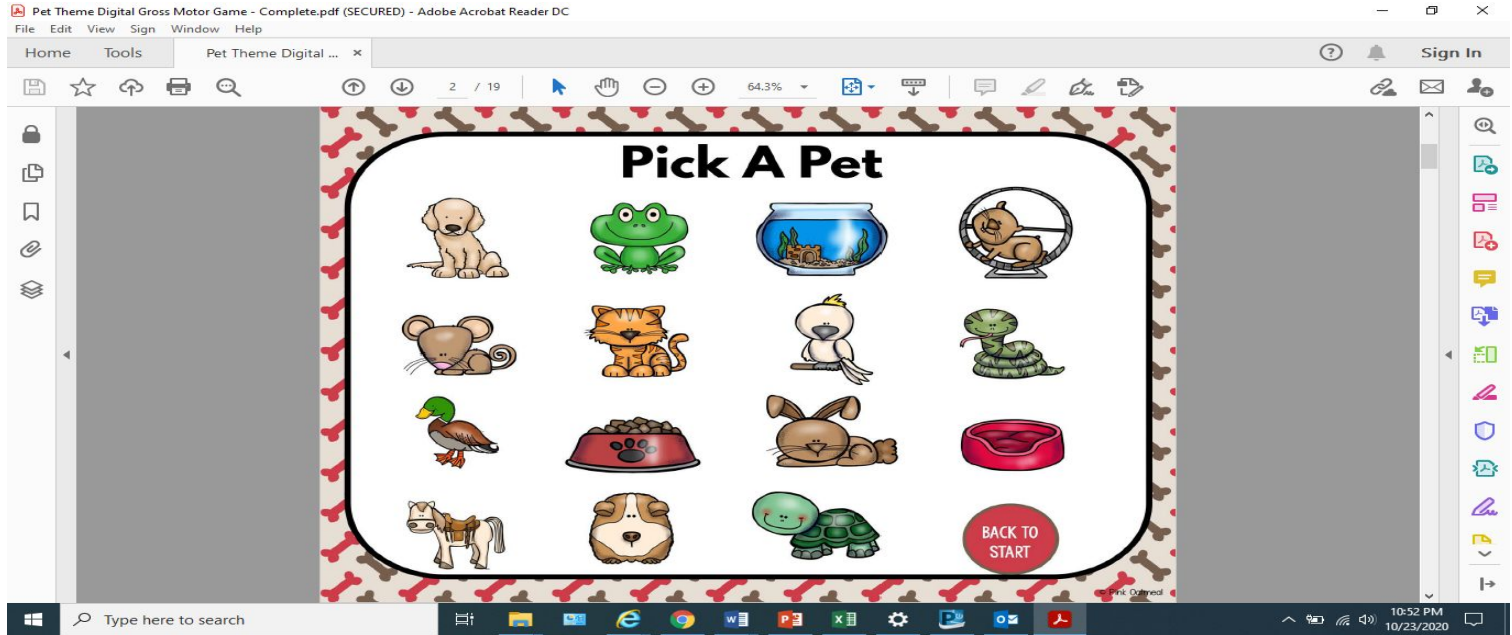 Pet Theme Digital Gross Motor Game - Complete.pdf (SECURED) - Adobe Acrobat Reader DC
File Edit View Sign Window Help
Home Tools Pet Theme Digital ... × Sign In
2 / 19 64.3%
Pick A Pet
BACK TO
START
© Pink Oatmeal
Type here to search
10:52 PM
10/23/2020